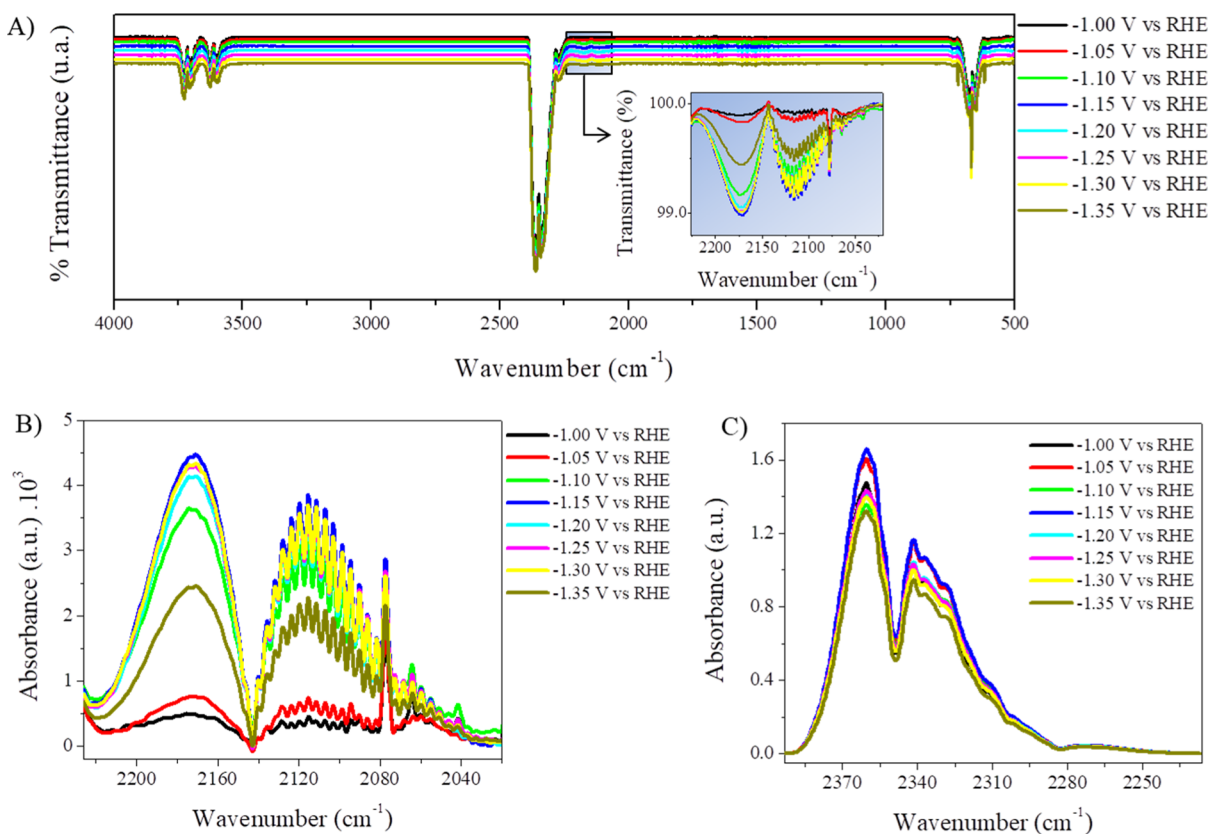 A)
% Transmittance (u.a.)
4000 3500 3000 2500 2000 1500 1000 500
Wavenumber (cm-1)
Transmittance (%)
100.0
99.0
2200 2150 2100 2050
Wavenumber (cm-1)
-1.00 V vs RHE
-1.05 V vs RHE
-1.10 V vs RHE
-1.15 V vs RHE
-1.20 V vs RHE
-1.25 V vs RHE
-1.30 V vs RHE
-1.35 V vs RHE
B)
Absorbance (a.u.) .10³
5
4
3
2
1
0
2200 2160 2120 2080 2040
Wavenumber (cm-1)
-1.00 V vs RHE
-1.05 V vs RHE
-1.10 V vs RHE
-1.15 V vs RHE
-1.20 V vs RHE
-1.25 V vs RHE
-1.30 V vs RHE
-1.35 V vs RHE
C)
Absorbance (a.u.)
1.6
1.2
0.8
0.4
0.0
2370 2340 2310 2280 2250
Wavenumber (cm-1)
-1.00 V vs RHE
-1.05 V vs RHE
-1.10 V vs RHE
-1.15 V vs RHE
-1.20 V vs RHE
-1.25 V vs RHE
-1.30 V vs RHE
-1.35 V vs RHE